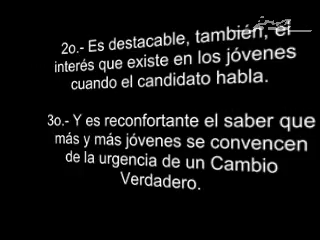 2o.- Es destacable, también, el
interés que existe en los jóvenes
cuando el candidato habla.
3o.- Y es reconfortante el saber que
más y más jóvenes se convencen
de la urgencia de un Cambio
Verdadero.